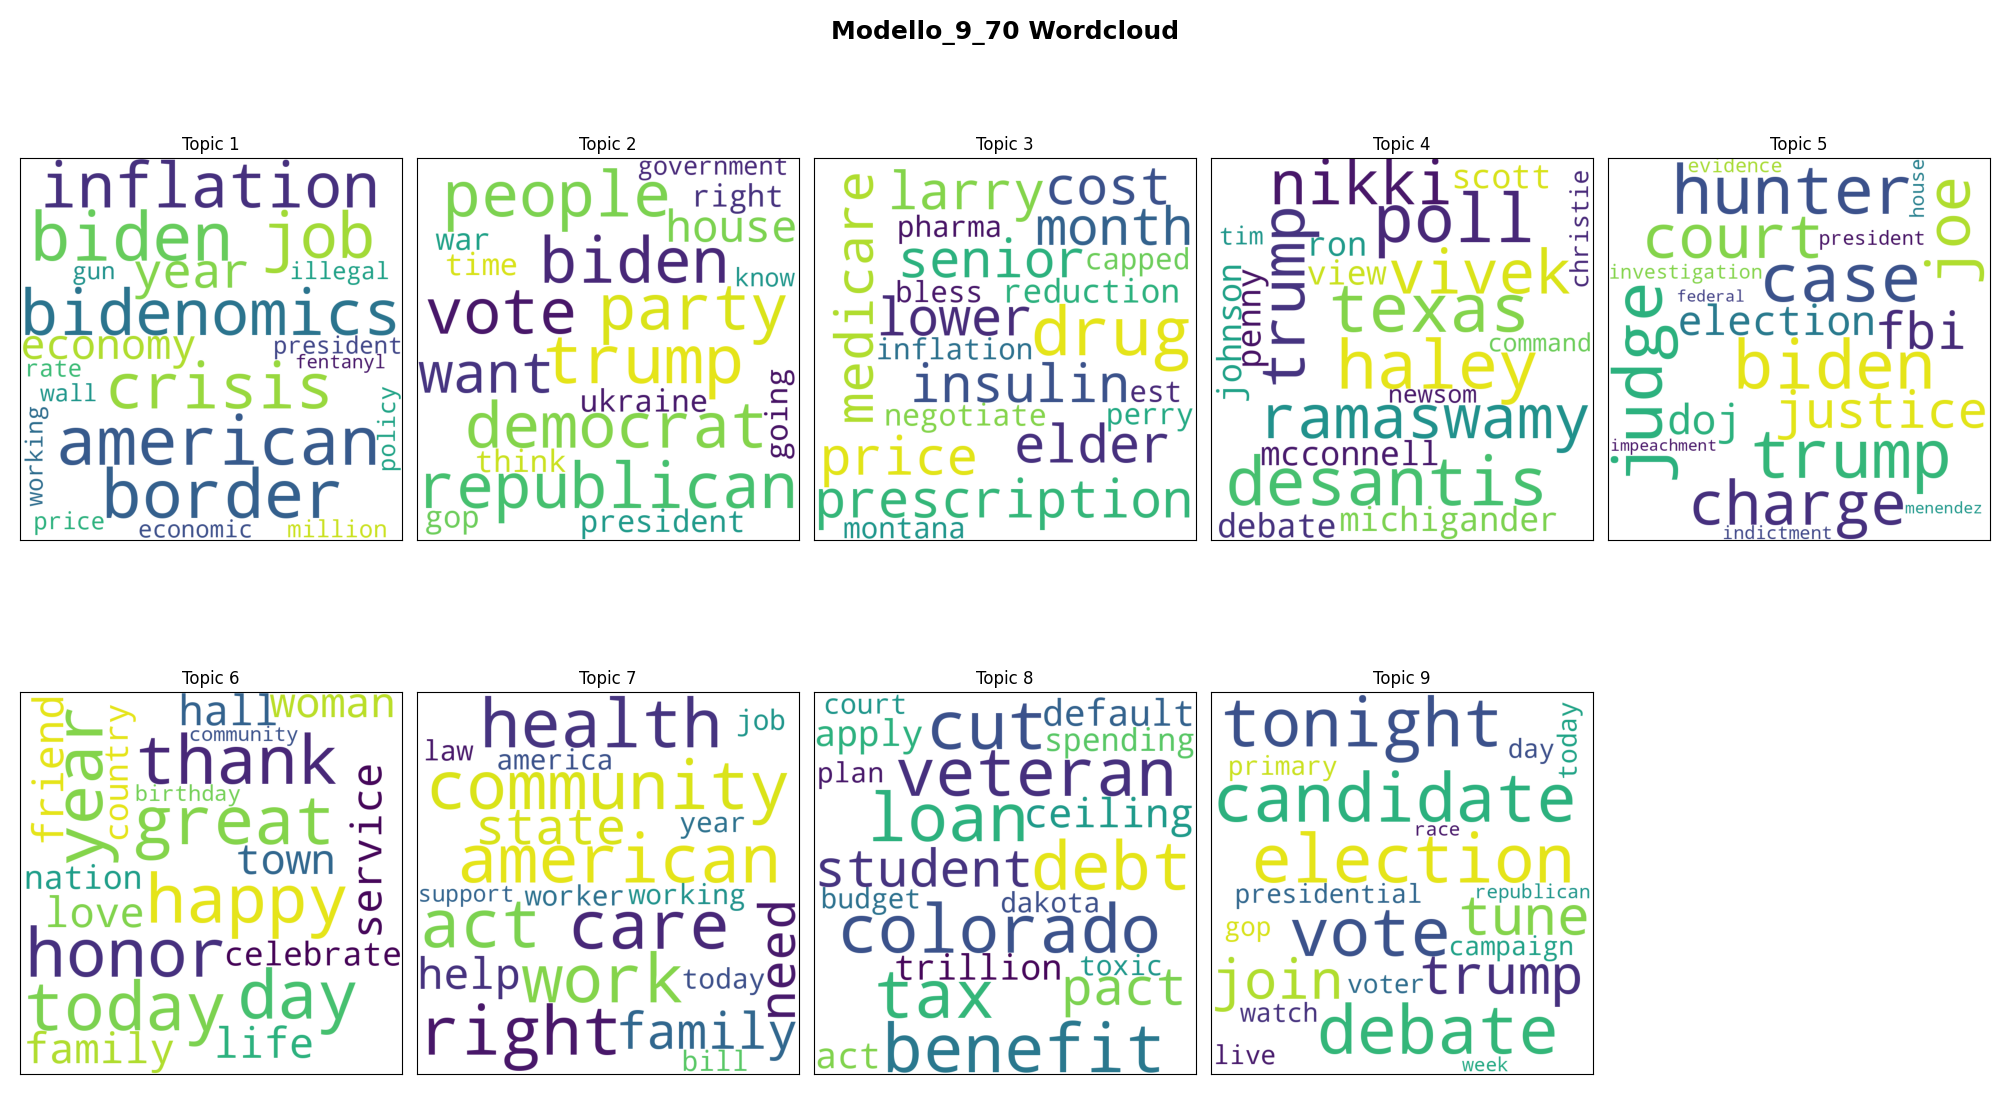 Modello_9_70 Wordcloud
Topic 1
inflation
biden job
gun year illegal
bidenomics
economy president
fentanyl
rate
wall crisis
policy
working
american
border
price economic million
Topic 2
government
people right
house
war
time biden know
vote party
want trump
ukraine
going
democrat
think
republican
gop president
Topic 3
medicare
larry cost
pharma month
senior capped
bless reduction
lower drug
inflation
insulin est
negotiate perry
price elder
prescription
montana
Topic 4
nikki scott
christie
poll
tim ron
trump
view vivek
johnson
penny
texas
command
haley
newsom
ramaswamy
mcconnell
desantis
debate michigander
Topic 5
evidence
house
hunter
joe
court president
investigation case
federal
election fbi
judge
biden
doj justice
impeachment trump
charge menendez
indictment
Topic 6
friend
year
country
hall woman
community
thank
birthday
great
service
town
nation happy
love
honor celebrate
today day
family life
Topic 7
health job
law america
community
state year
american
support worker working
act care
need
help work today
right family
bill
Topic 8
court cut default
apply spending
plan veteran
loan ceiling
student debt
budget dakota
colorado
trillion toxic
tax pact
act benefit
Topic 9
tonight day
today
primary
candidate
race
election
presidential republican
gop vote tune
campaign
join voter trump
watch debate
live week